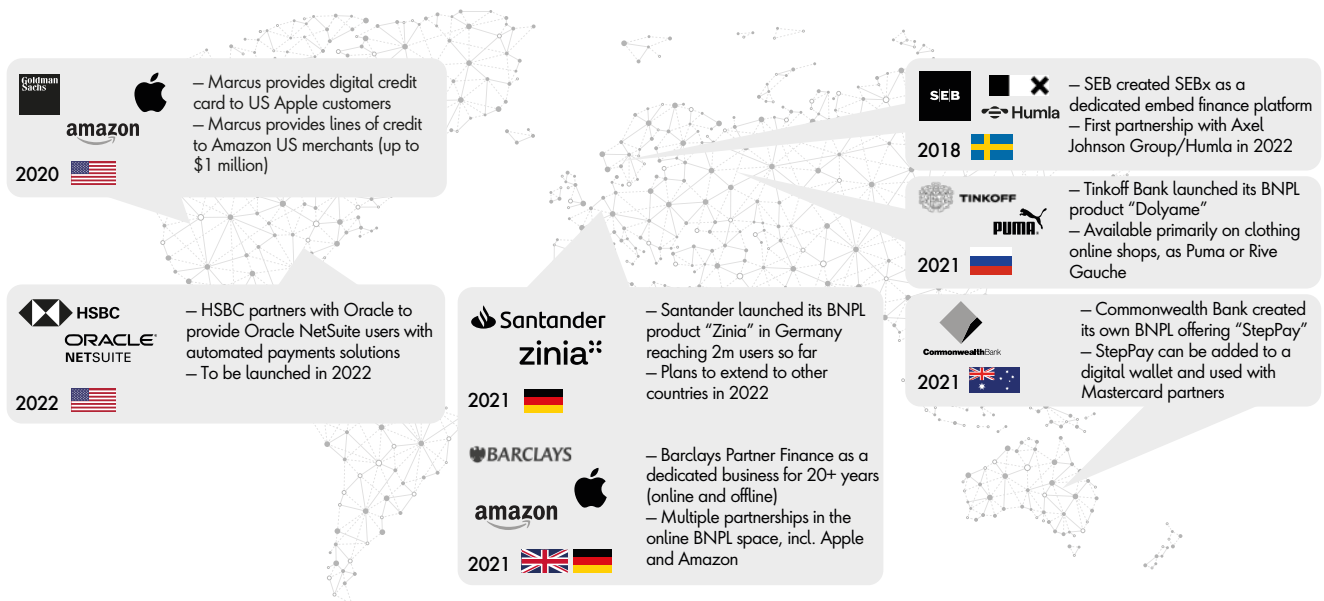 Goldman
Sachs
amazon
2020
– Marcus provides digital credit
card to US Apple customers
– Marcus provides lines of credit
to Amazon US merchants (up to
$1 million)
HSBC
ORACLE
NETSUITE
2022
– HSBC partners with Oracle to
provide Oracle NetSuite users with
automated payments solutions
– To be launched in 2022
Santander
zinia
2021
– Santander launched its BNPL
product “Zinia” in Germany
reaching 2m users so far
– Plans to extend to other
countries in 2022
BARCLAYS
amazon
2021
– Barclays Partner Finance as a
dedicated business for 20+ years
(online and offline)
– Multiple partnerships in the
online BNPL space, incl. Apple
and Amazon
SEB
Humla
2018
– SEB created SEBx as a
dedicated embed finance platform
– First partnership with Axel
Johnson Group/Humla in 2022
TINKOFF
PUMA
2021
– Tinkoff Bank launched its BNPL
product “Dolyame”
– Available primarily on clothing
online shops, as Puma or Rive
Gauche
CommonwealthBank
2021
– Commonwealth Bank created
its own BNPL offering “StepPay”
– StepPay can be added to a
digital wallet and used with
Mastercard partners